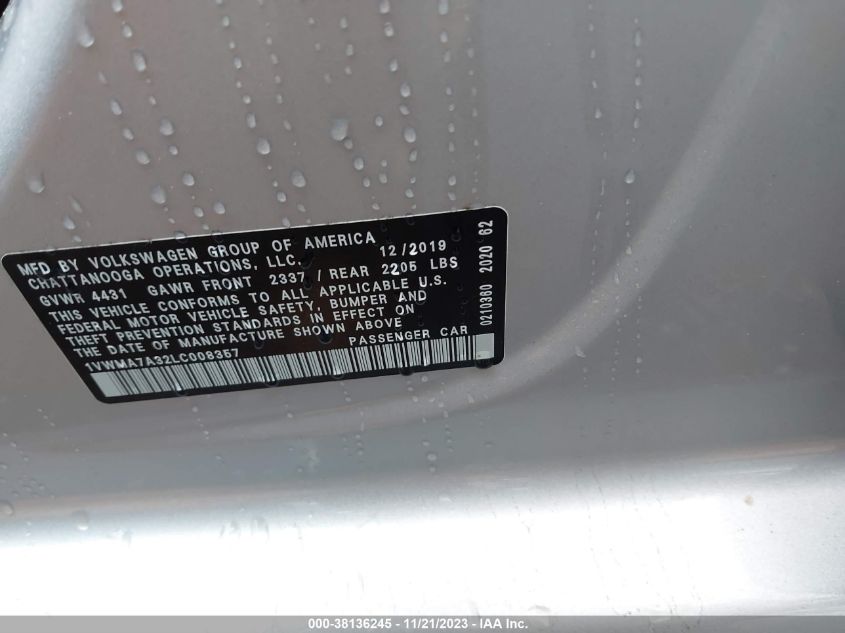 MFD BY VOLKSWAGEN GROUP OF AMERICA
CHATTANOOGA OPERATIONS, LLC. 12/2019
GVWR 4431 GAWR FRONT 2337 / REAR 2205 LBS
THIS VEHICLE CONFORMS TO ALL APPLICABLE U.S.
FEDERAL MOTOR VEHICLE SAFETY, BUMPER AND
THEFT PREVENTION STANDARDS IN EFFECT ON
THE DATE OF MANUFACTURE SHOWN ABOVE
1VWMA7A32LC008357 PASSENGER CAR
0210380 2020 62
000-38136245 - 11/21/2023 - IAA Inc.